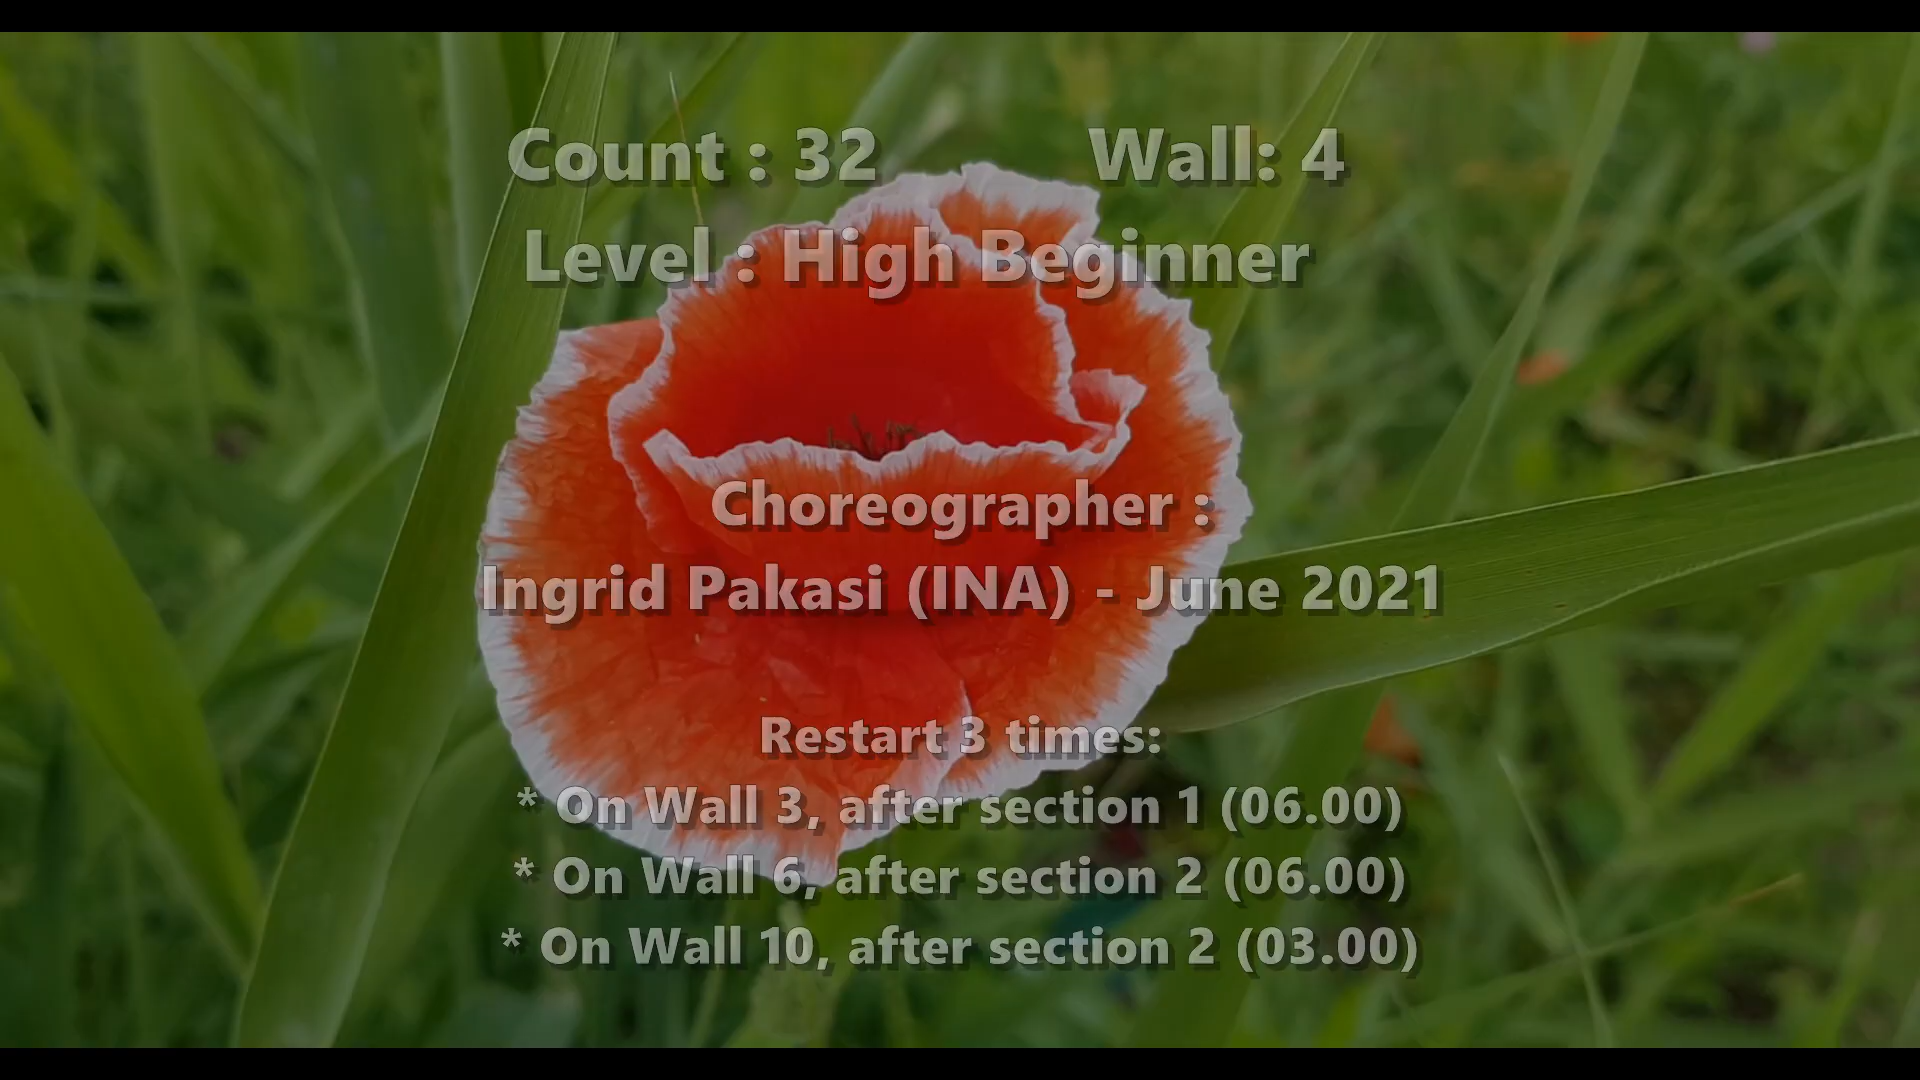 Count : 32 Wall: 4
Level : High Beginner
Choreographer :
Ingrid Pakasi (INA) - June 2021
Restart 3 times:
* On Wall 3, after section 1 (06.00)
* On Wall 6, after section 2 (06.00)
* On Wall 10, after section 2 (03.00)